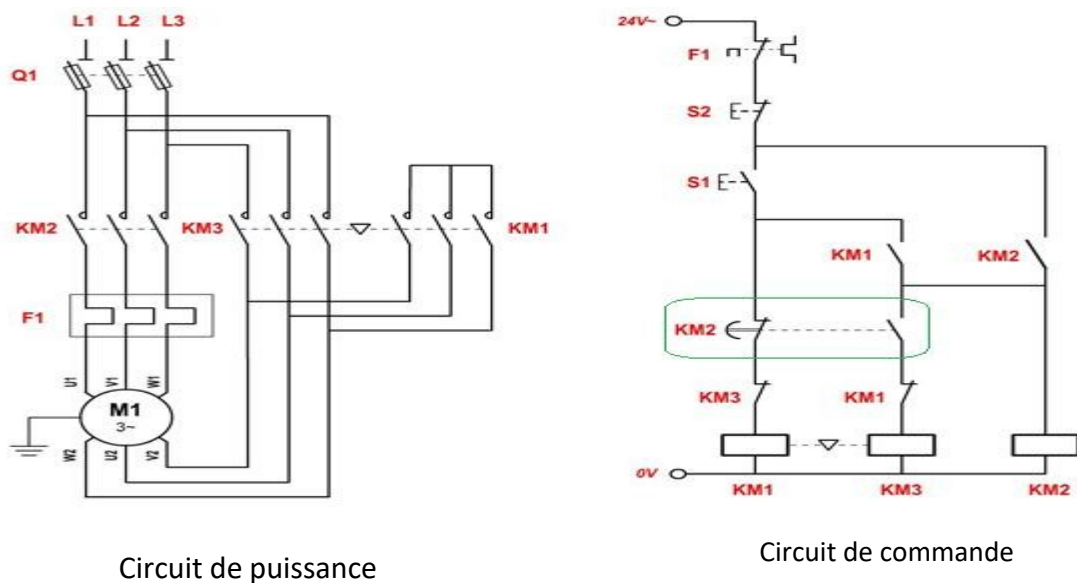 L1 L2 L3
Q1
KM2 KM3 KM1
F1
U1 V1 W1
M1
3~
W2 U2 V2
Circuit de puissance
24V~
F1
S2
S1
KM1 KM2
KM2
KM3 KM1
0V
KM1 KM3 KM2
Circuit de commande